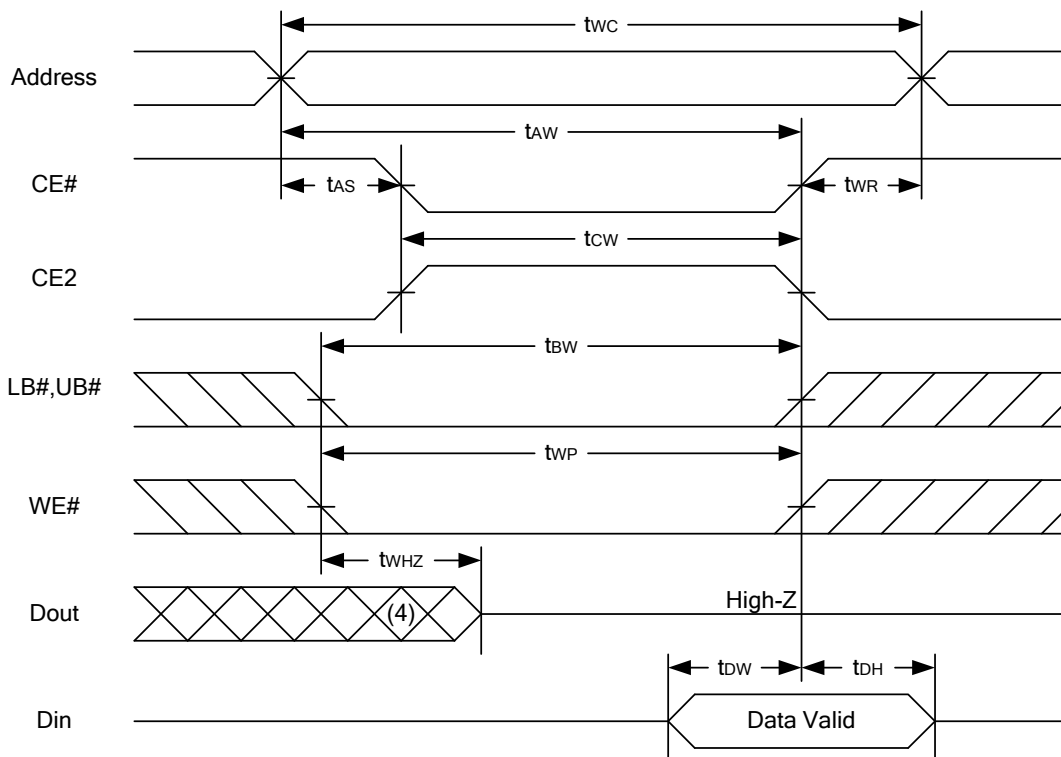 tWC
Address
tAW
CE#
tAS
tWR
tCW
CE2
tBW
LB#,UB#
tWP
WE#
tWHZ
Dout
(4)
High-Z
tDW
tDH
Din
Data Valid